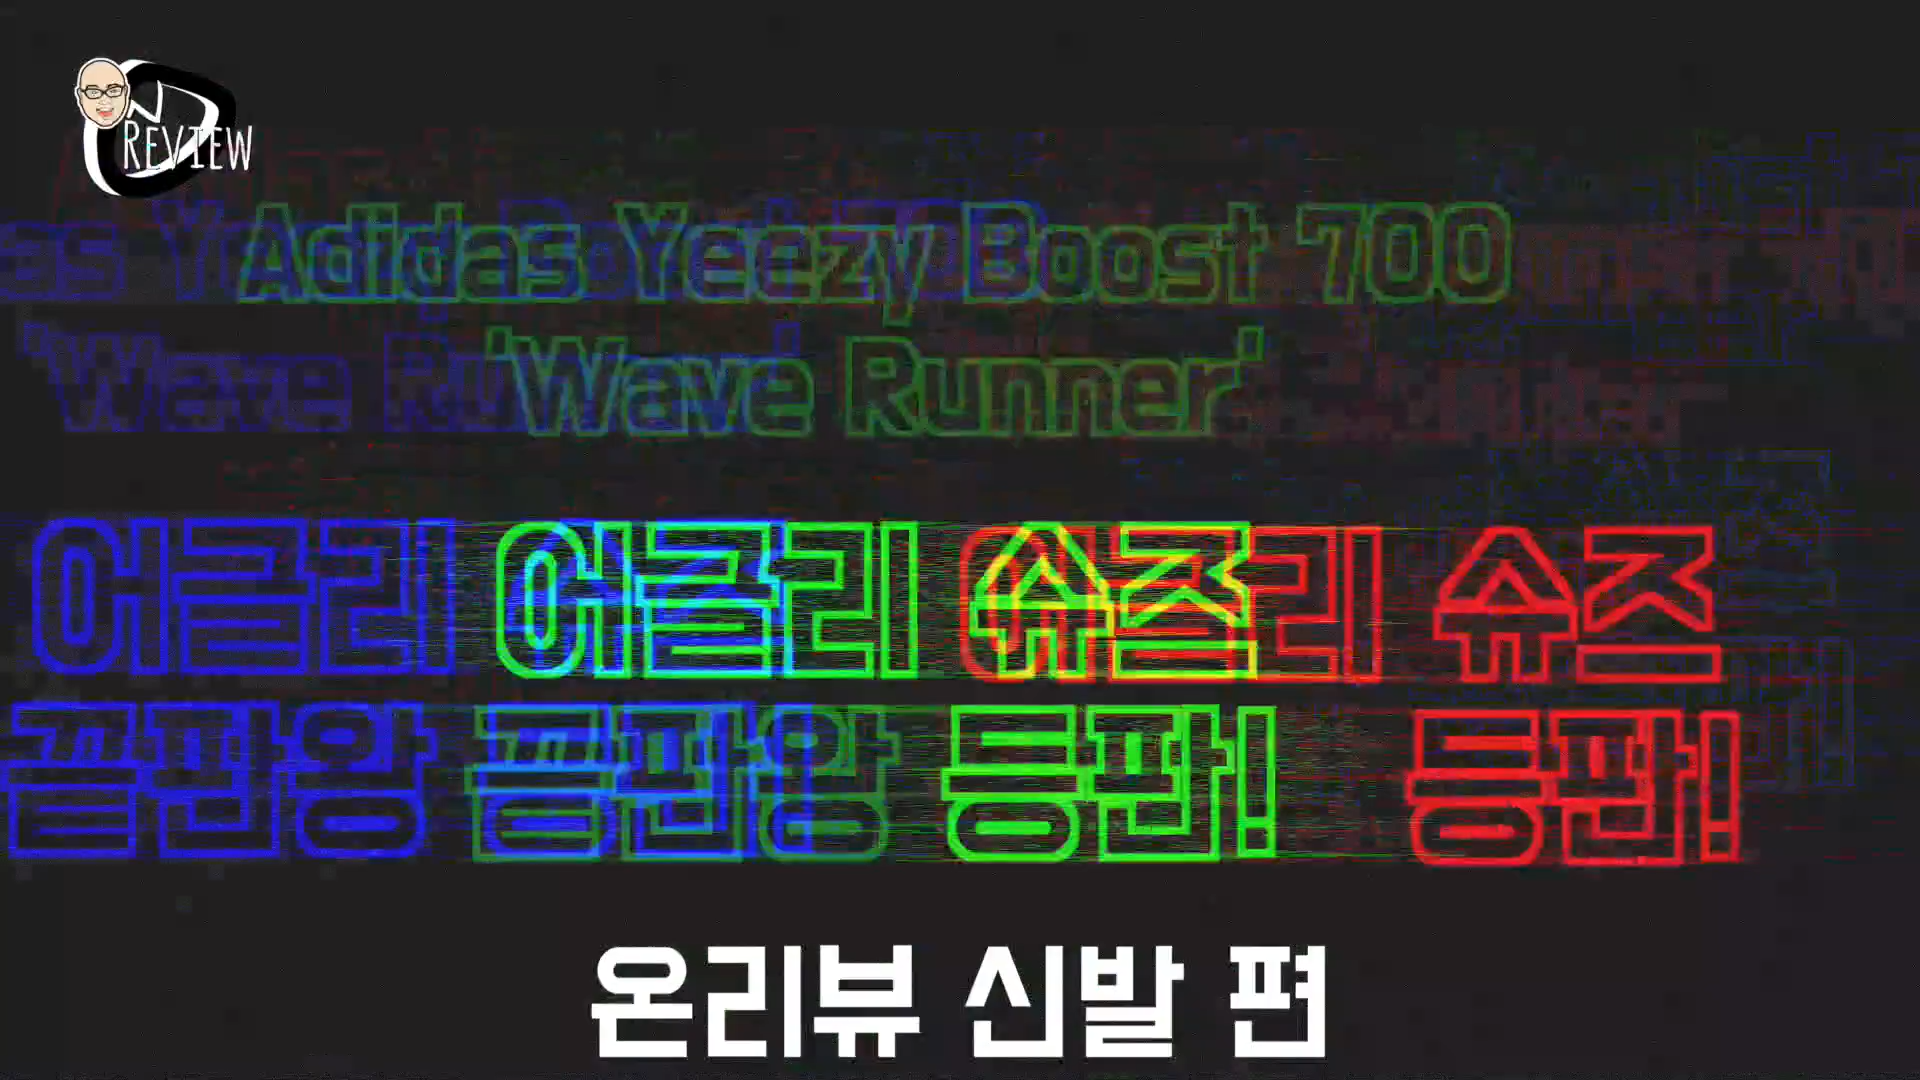 ON
REVIEW
Adidas Yeezy Boost 700
'Wave Runner'
어글리 슈즈
끝판왕 등판!
온리뷰 신발 편